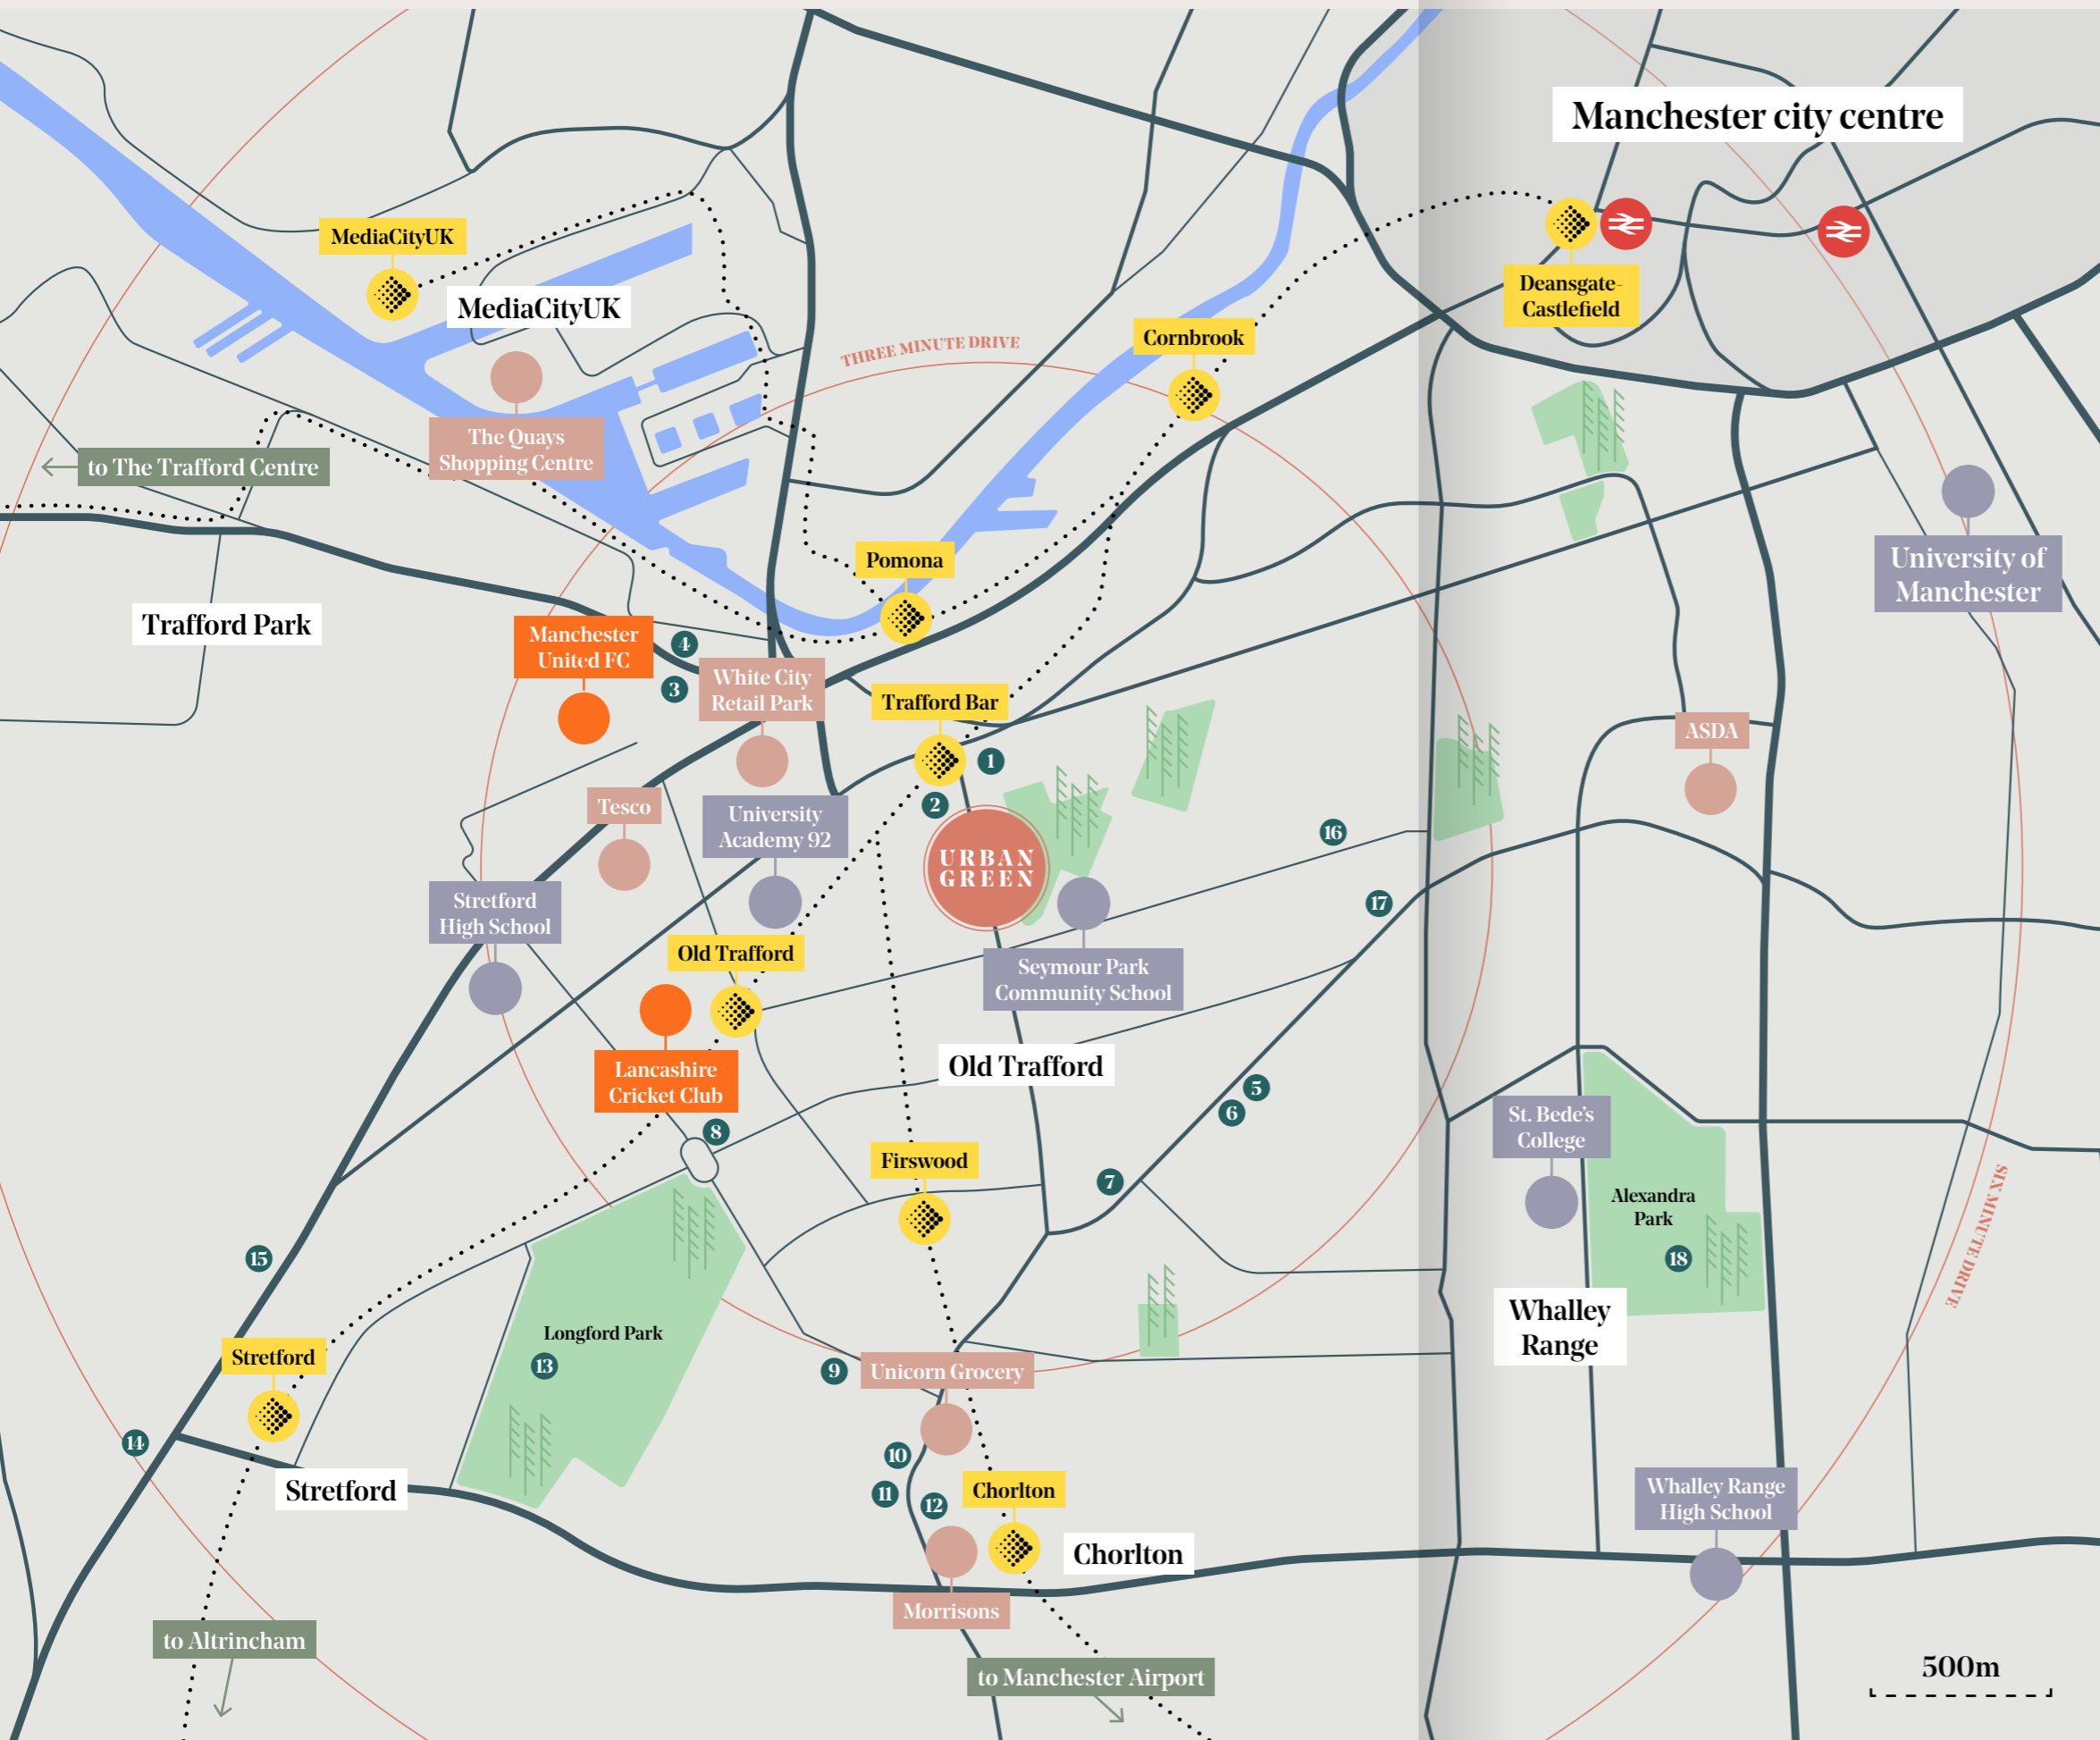 Manchester city centre
MediaCityUK
MediaCityUK
Deansgate-
Castlefield
THREE MINUTE DRIVE
Cornbrook
The Quays
Shopping Centre
to The Trafford Centre
University of
Manchester
Pomona
Trafford Park
Manchester
United FC
4
3
White City
Retail Park
Trafford Bar
ASDA
1
2
Tesco
University
Academy 92
16
URBAN
GREEN
Stretford
High School
17
Old Trafford
Seymour Park
Community School
Old Trafford
Lancashire
Cricket Club
5
6
8
St. Bede's
College
Firswood
7
Alexandra
Park
SIX MINUTE DRIVE
15
18
Whalley
Range
Longford Park
13
Stretford
9
Unicorn Grocery
14
10
Stretford
11
12
Chorlton
Whalley Range
High School
Chorlton
Morrisons
to Altrincham
to Manchester Airport
500m